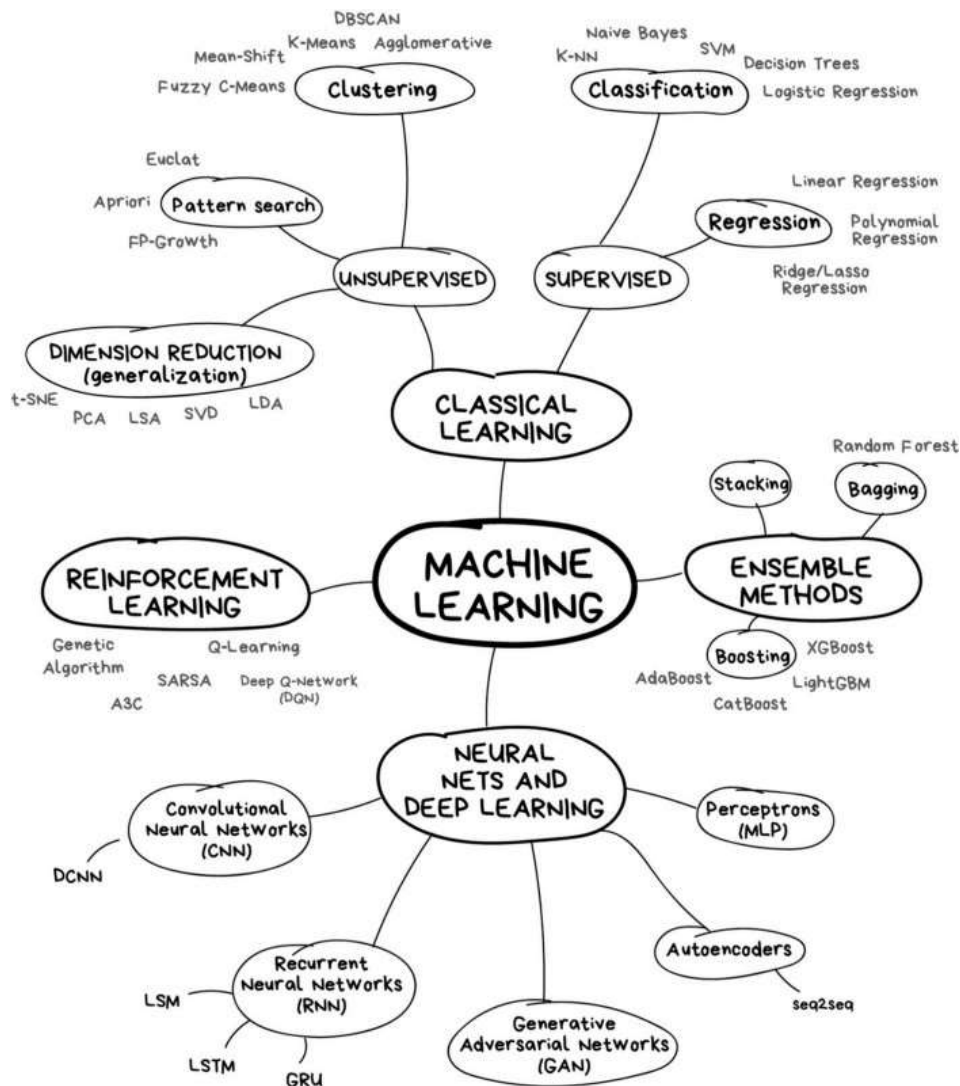 DBSCAN
K-Means
Agglomerative
Mean-Shift
Fuzzy C-Means
Clustering
Naive Bayes
SVM
K-NN
Decision Trees
Classification
Logistic Regression
Euclat
Apriori
Pattern search
FP-Growth
Linear Regression
Regression
Polynomial
Regression
Ridge/Lasso
Regression
UNSUPERVISED
SUPERVISED
DIMENSION REDUCTION
(generalization)
t-SNE
PCA
LSA
SVD
LDA
CLASSICAL
LEARNING
Random Forest
Stacking
Bagging
REINFORCEMENT
LEARNING
MACHINE
LEARNING
ENSEMBLE
METHODS
Genetic
Algorithm
Q-Learning
SARSA
Deep Q-Network
(DQN)
A3C
Boosting
XGBoost
AdaBoost
LightGBM
CatBoost
NEURAL
NETS AND
DEEP LEARNING
Convolutional
Neural Networks
(CNN)
DCNN
Perceptrons
(MLP)
Autoencoders
seq2seq
Recurrent
Neural Networks
(RNN)
LSM
LSTM
GRU
Generative
Adversarial Networks
(GAN)